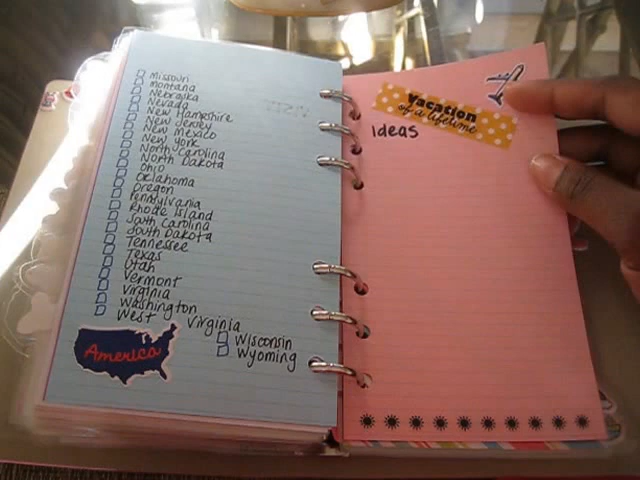 Missouri
Montana
Nebraska
Nevada
New Hampshire
New Jersey
New Mexico
New York
North Carolina
North Dakota
Ohio
Oklahoma
Oregon
Pennsylvania
Rhode Island
South Carolina
South Dakota
Tennessee
Texas
Utah
Vermont
Virginia
Washington
West Virginia
Wisconsin
Wyoming
America
Vacation
of a lifetime
Ideas